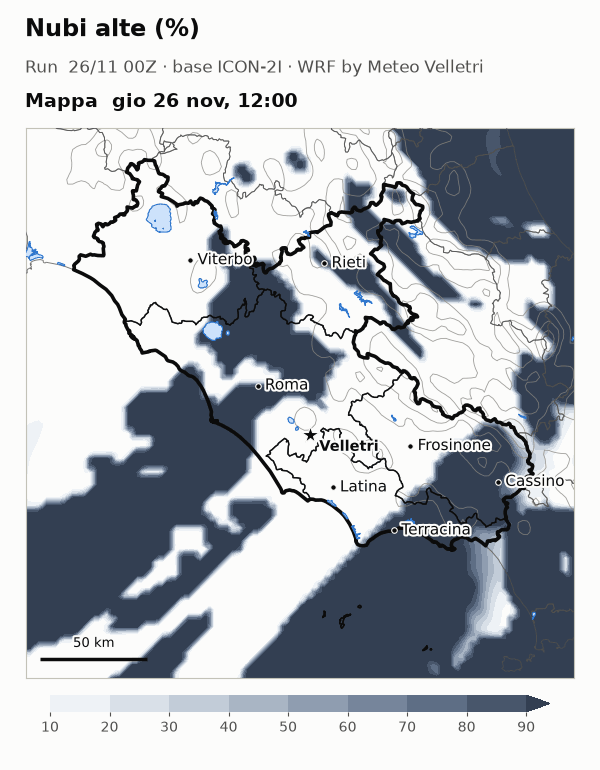 Nubi alte (%)
Run  26/11 00Z · base ICON-2I · WRF by Meteo Velletri
Mappa  gio 26 nov, 12:00
Viterbo
Rieti
Roma
Velletri
Frosinone
Latina
Cassino
Terracina
50 km
10 20 30 40 50 60 70 80 90